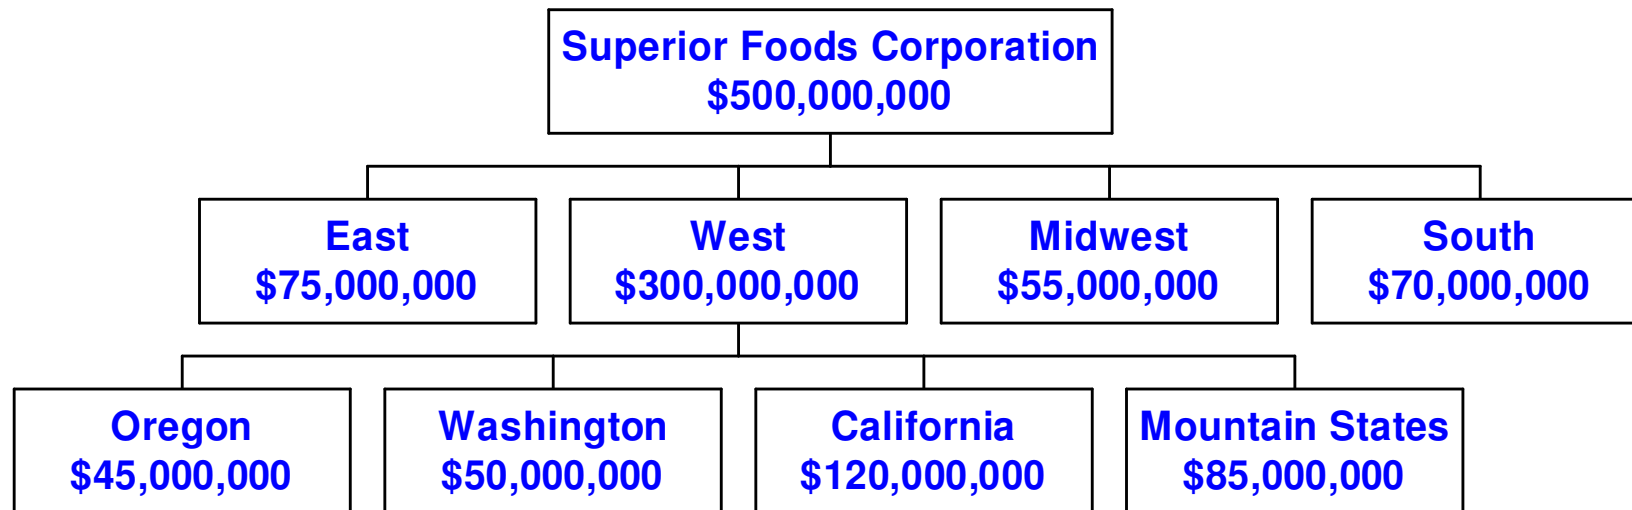 Superior Foods Corporation
$500,000,000
East
$75,000,000
West
$300,000,000
Midwest
$55,000,000
South
$70,000,000
Oregon
$45,000,000
Washington
$50,000,000
California
$120,000,000
Mountain States
$85,000,000